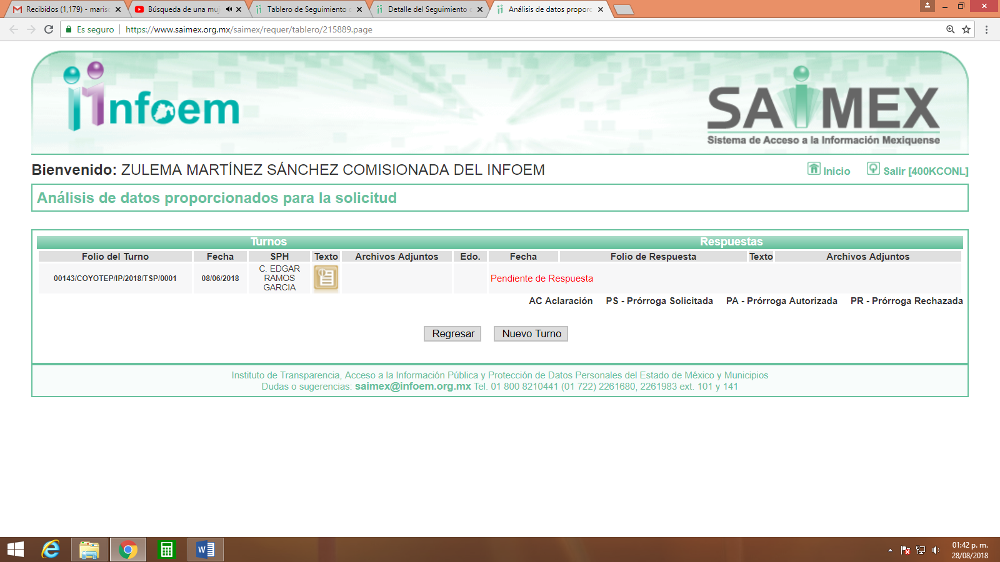 Recibidos (1,179) - maris
Búsqueda de una mu
Tablero de Seguimiento
Detalle del Seguimiento
Análisis de datos propor
Es seguro
https://www.saimex.org.mx/saimex/requer/tablero/215889.page
infoem
SAIMEX
Sistema de Acceso a la Información Mexiquense
Bienvenido: ZULEMA MARTÍNEZ SÁNCHEZ COMISIONADA DEL INFOEM
Inicio
Salir [400KCONL]
Análisis de datos proporcionados para la solicitud
Turnos
Respuestas
Folio del Turno
Fecha
SPH
Texto
Archivos Adjuntos
Edo.
Fecha
Folio de Respuesta
Texto
Archivos Adjuntos
00143/COYOTEP/IP/2018/TSP/0001
08/06/2018
C. EDGAR
RAMOS
GARCIA
Pendiente de Respuesta
AC Aclaración PS - Prórroga Solicitada PA - Prórroga Autorizada PR - Prórroga Rechazada
Regresar
Nuevo Turno
Instituto de Transparencia, Acceso a la Información Pública y Protección de Datos Personales del Estado de México y Municipios
Dudas o sugerencias: saimex@infoem.org.mx Tel. 01 800 8210441 (01 722) 2261680, 2261983 ext. 101 y 141
01:42 p. m.
28/08/2018